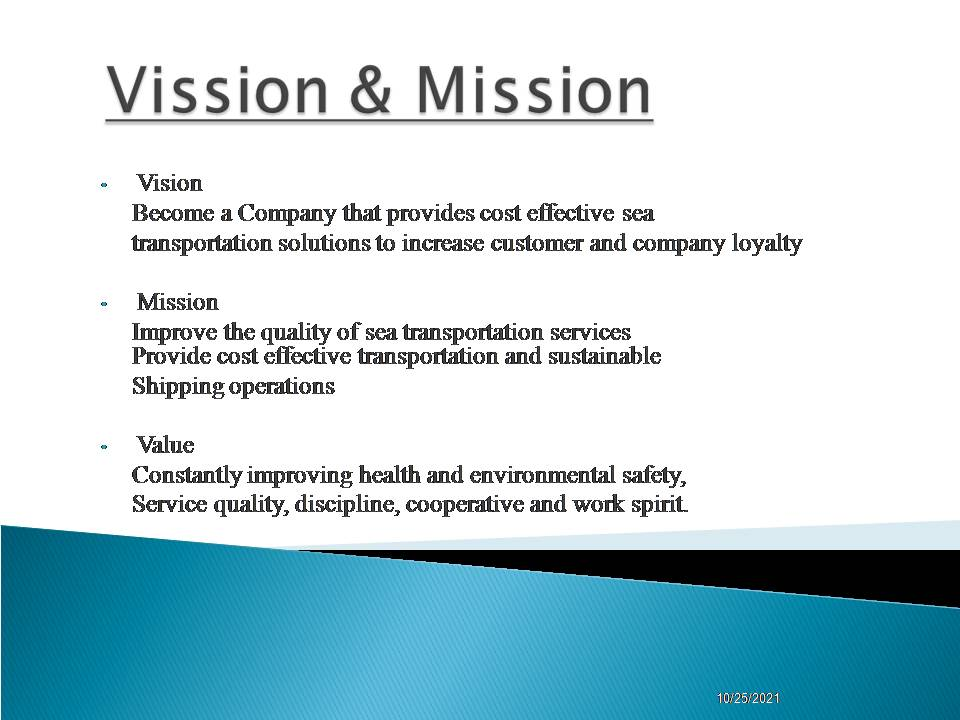 Vission & Mission
- Vision
Become a Company that provides cost effective sea
transportation solutions to increase customer and company loyalty
- Mission
Improve the quality of sea transportation services
Provide cost effective transportation and sustainable
Shipping operations
- Value
Constantly improving health and environmental safety,
Service quality, discipline, cooperative and work spirit.
10/25/2021